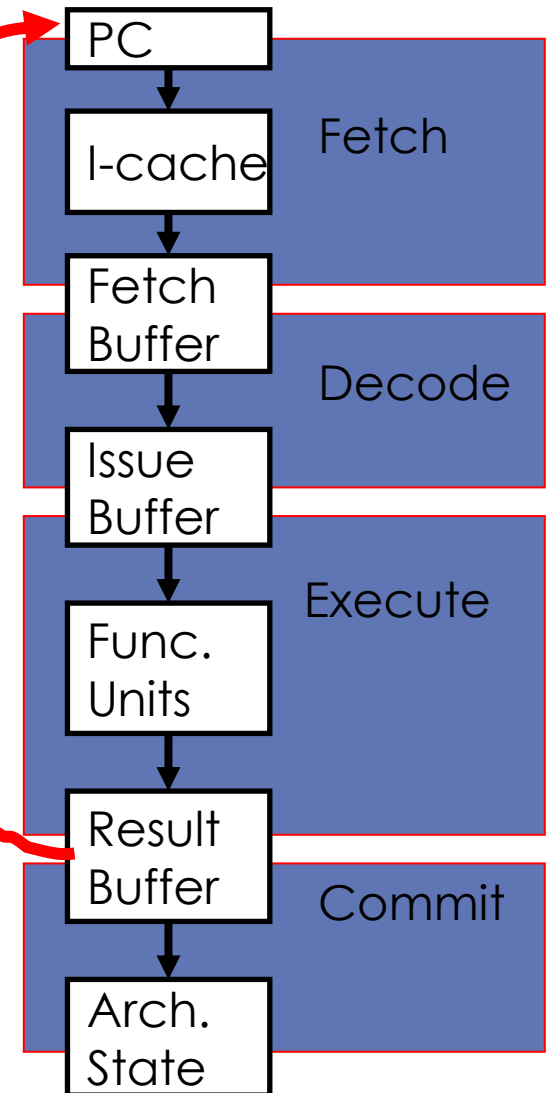 PC
Fetch
I-cache
Fetch
Buffer
Decode
Issue
Buffer
Execute
Func.
Units
Result
Buffer
Commit
Arch.
State